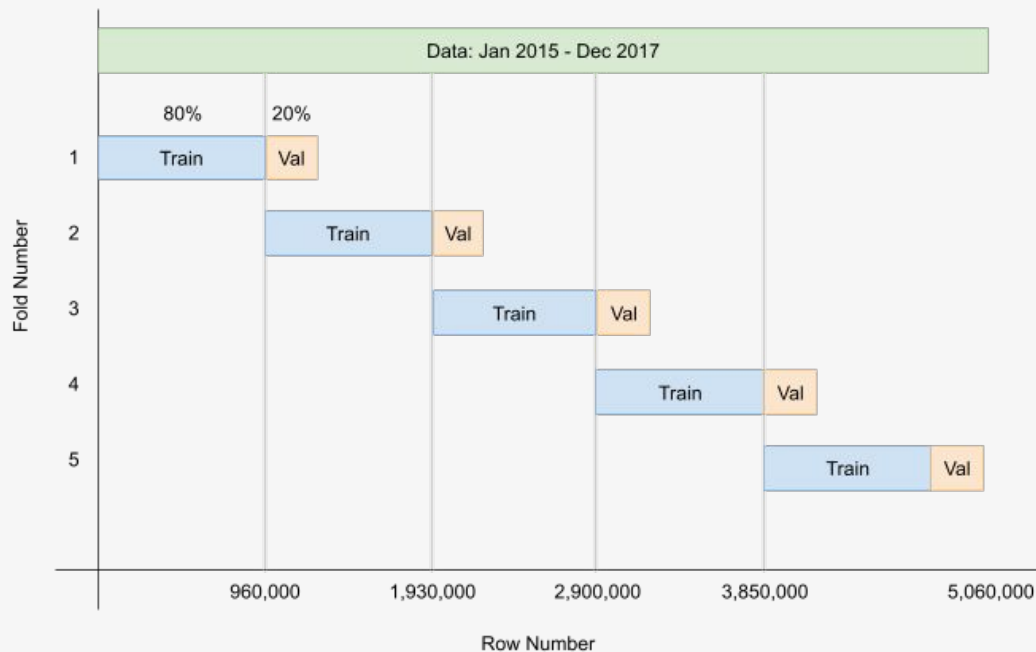 Data: Jan 2015 - Dec 2017
80% 20%
1 Train Val
2 Train Val
3 Train Val
4 Train Val
5 Train Val
Fold Number
960,000 1,930,000 2,900,000 3,850,000 5,060,000
Row Number